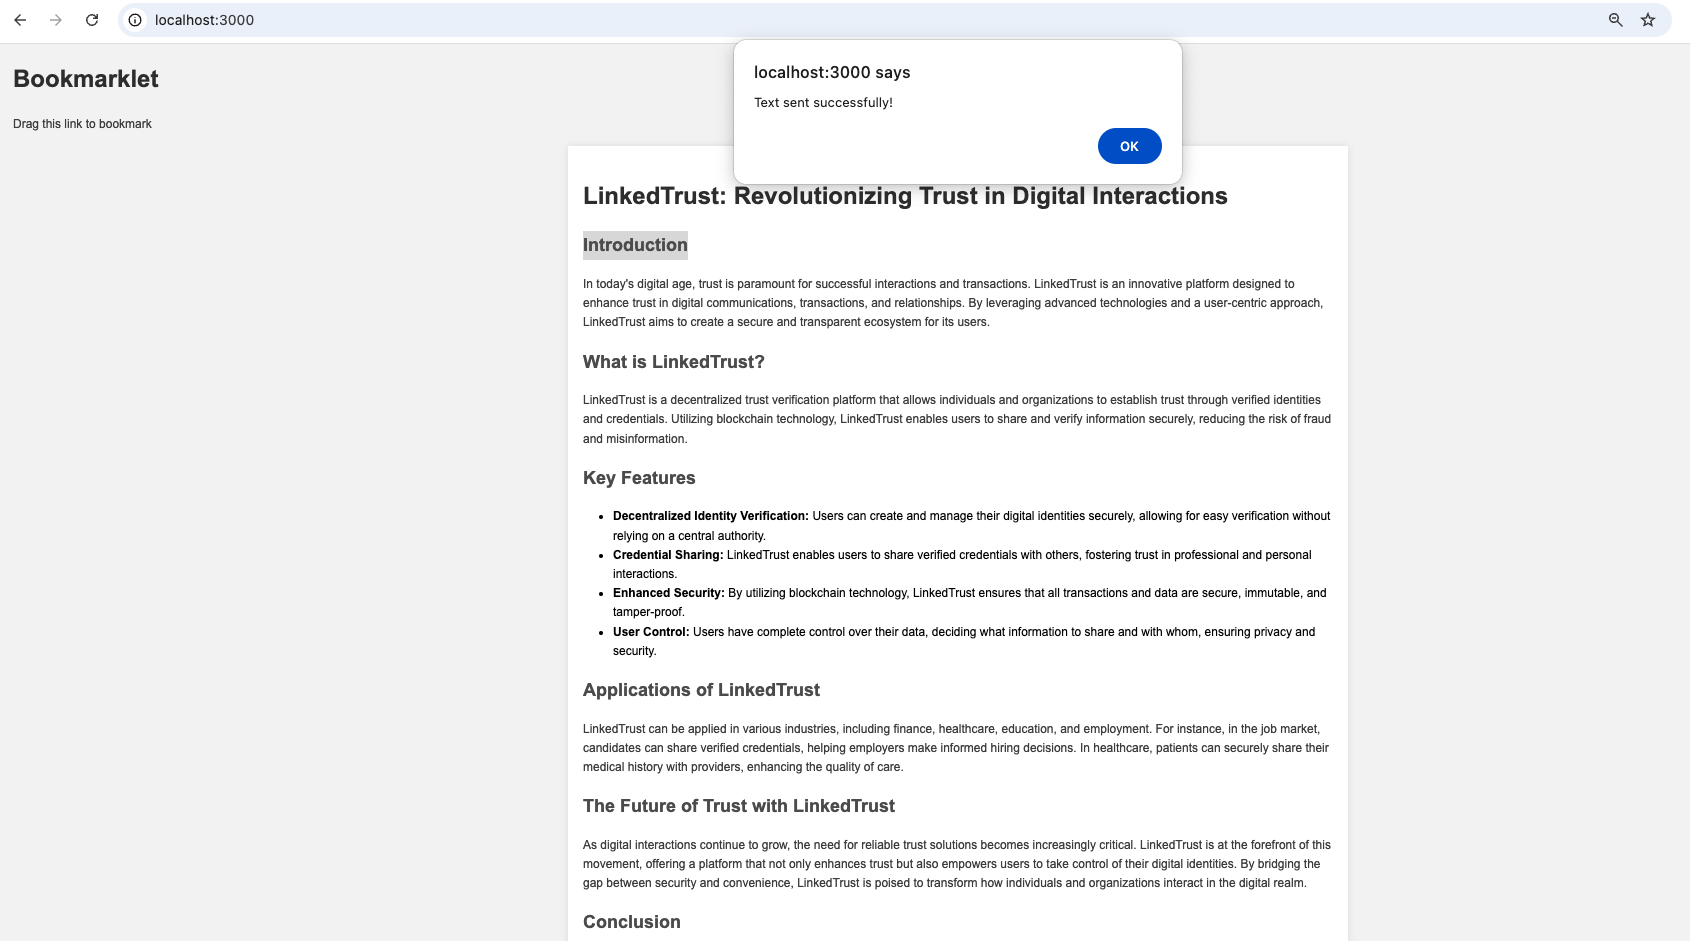 localhost:3000
Bookmarklet
Drag this link to bookmark
localhost:3000 says
Text sent successfully!
OK
LinkedTrust: Revolutionizing Trust in Digital Interactions
Introduction
In today's digital age, trust is paramount for successful interactions and transactions. LinkedTrust is an innovative platform designed to
enhance trust in digital communications, transactions, and relationships. By leveraging advanced technologies and a user-centric approach,
LinkedTrust aims to create a secure and transparent ecosystem for its users.
What is LinkedTrust?
LinkedTrust is a decentralized trust verification platform that allows individuals and organizations to establish trust through verified identities
and credentials. Utilizing blockchain technology, LinkedTrust enables users to share and verify information securely, reducing the risk of fraud
and misinformation.
Key Features
• Decentralized Identity Verification: Users can create and manage their digital identities securely, allowing for easy verification without
relying on a central authority.
• Credential Sharing: LinkedTrust enables users to share verified credentials with others, fostering trust in professional and personal
interactions.
• Enhanced Security: By utilizing blockchain technology, LinkedTrust ensures that all transactions and data are secure, immutable, and
tamper-proof.
• User Control: Users have complete control over their data, deciding what information to share and with whom, ensuring privacy and
security.
Applications of LinkedTrust
LinkedTrust can be applied in various industries, including finance, healthcare, education, and employment. For instance, in the job market,
candidates can share verified credentials, helping employers make informed hiring decisions. In healthcare, patients can securely share their
medical history with providers, enhancing the quality of care.
The Future of Trust with LinkedTrust
As digital interactions continue to grow, the need for reliable trust solutions becomes increasingly critical. LinkedTrust is at the forefront of this
movement, offering a platform that not only enhances trust but also empowers users to take control of their digital identities. By bridging the
gap between security and convenience, LinkedTrust is poised to transform how individuals and organizations interact in the digital realm.
Conclusion